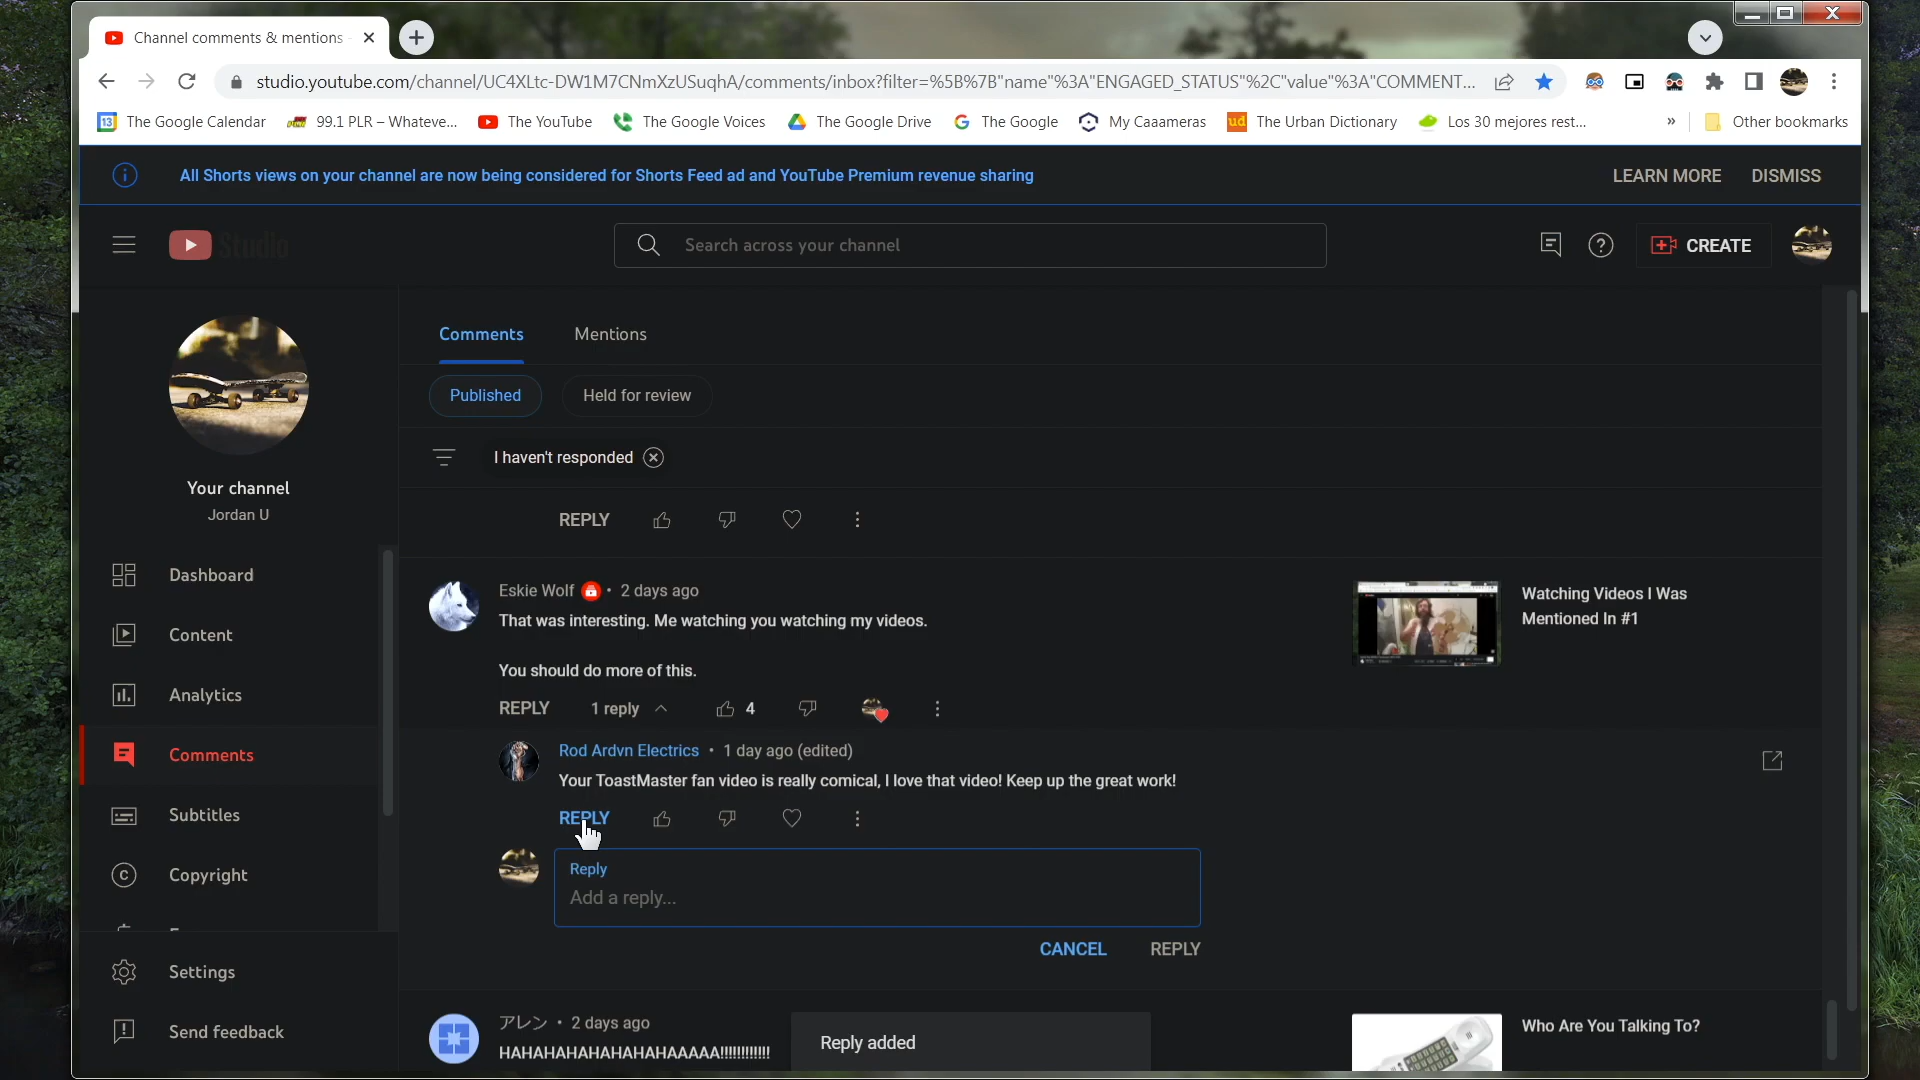 Channel comments & mentions
studio.youtube.com/channel/UC4XLtc-DW1M7CNmXzUSuqhA/comments/inbox?filter=%5B%7B"name"%3A"ENGAGED_STATUS"%2C"value"%3A"COMMENT...
13 The Google Calendar 99.1 PLR – Whateve... The YouTube The Google Voices The Google Drive G The Google My Caaameras ud The Urban Dictionary Los 30 mejores rest... » Other bookmarks
All Shorts views on your channel are now being considered for Shorts Feed ad and YouTube Premium revenue sharing LEARN MORE DISMISS
Studio Search across your channel CREATE
Comments Mentions
Published Held for review
I haven't responded
Your channel
Jordan U
Dashboard
Content
Analytics
Comments
Subtitles
Copyright
Settings
Send feedback
REPLY
Eskie Wolf • 2 days ago
That was interesting. Me watching you watching my videos.
You should do more of this.
REPLY 1 reply 4
Watching Videos I Was
Mentioned In #1
Rod Ardvn Electrics • 1 day ago (edited)
Your ToastMaster fan video is really comical, I love that video! Keep up the great work!
REPLY
Reply
Add a reply...
CANCEL REPLY
アレン • 2 days ago
HAHAHAHAHAHAHAHAAAAA!!!!!!!!!!!!!
Who Are You Talking To?
Reply added